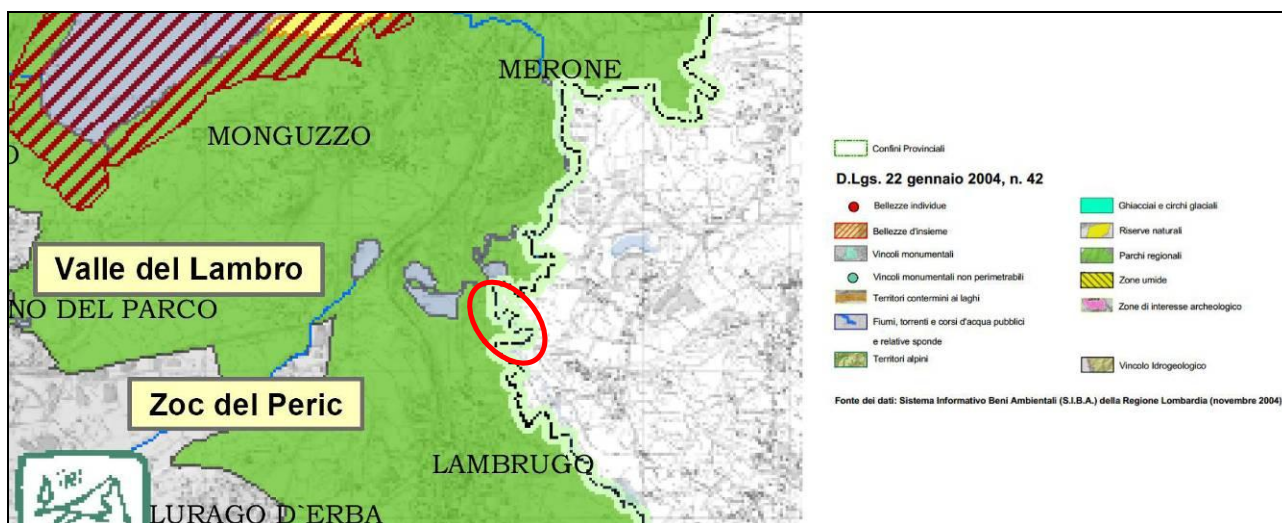 MERONE
MONGUZZO
Valle del Lambro
NO DEL PARCO
Zoc del Peric
LAMBRUGO
LURAGO D`ERBA
Confini Provinciali
D.Lgs. 22 gennaio 2004, n. 42
Bellezze individue
Bellezze d'insieme
Vincoli monumentali
Vincoli monumentali non perimetrabili
Territori contermini ai laghi
Fiumi, torrenti e corsi d'acqua pubblici
e relative sponde
Territori alpini
Ghiacciai e circhi glaciali
Riserve naturali
Parchi regionali
Zone umide
Zone di interesse archeologico
Vincolo Idrogeologico
Fonte dei dati: Sistema Informativo Beni Ambientali (S.I.B.A.) della Regione Lombardia (novembre 2004)